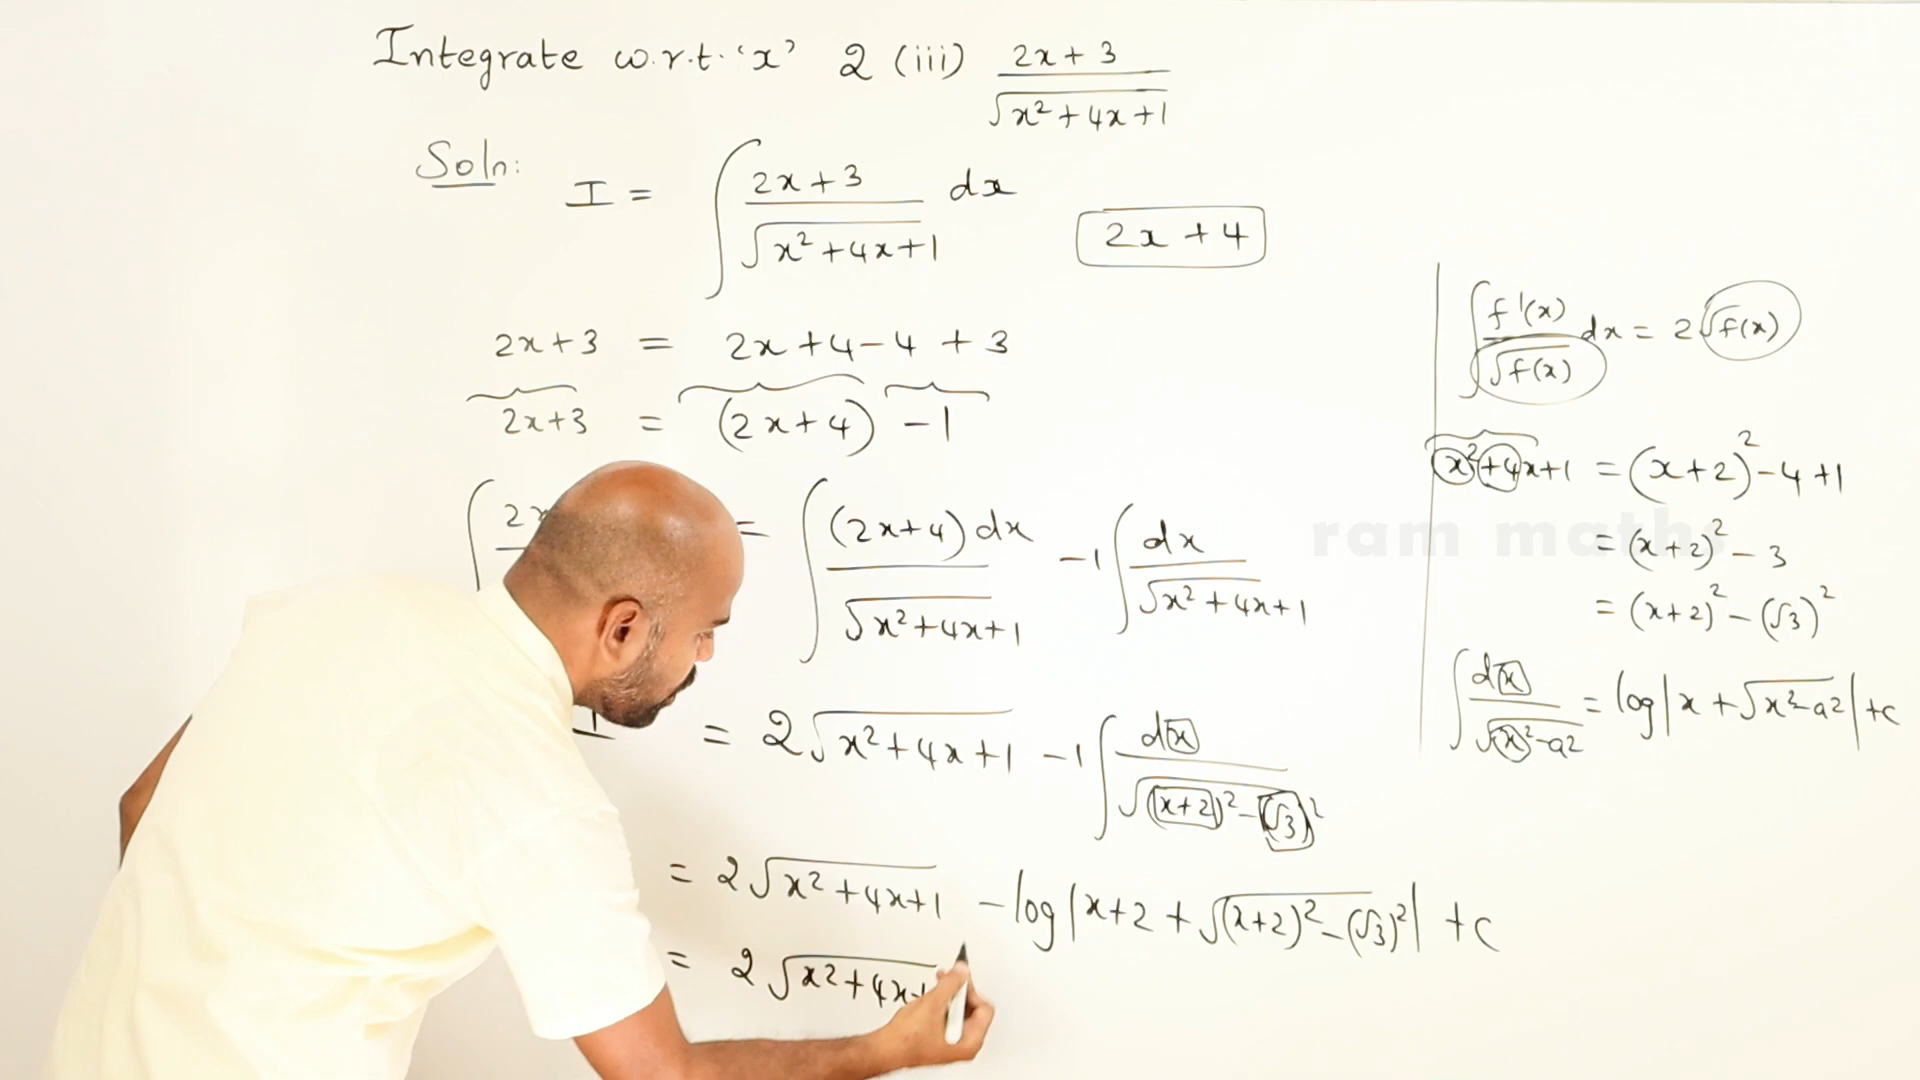 Integrate w.r.t. 'x' 2 (iii) 2x+3 / √x²+4x+1
Soln: I = ∫ 2x+3 / √x²+4x+1 dx
2x+4
2x+3 = 2x+4-4+3
2x+3 = (2x+4) -1
= ∫ (2x+4)dx / √x²+4x+1 -1 ∫ dx / √x²+4x+1
I = 2√x²+4x+1 -1 ∫ dx / √(x+2)²-(√3)²
= 2√x²+4x+1 - log|x+2+√(x+2)²-(√3)²| +c
= 2√x²+4x+
∫ f'(x) / √f(x) dx = 2√f(x)
x²+4x+1 = (x+2)²-4+1
= (x+2)²-3
= (x+2)²-(√3)²
∫ dx / √x²-a² = log|x+√x²-a²|+c
ram maths